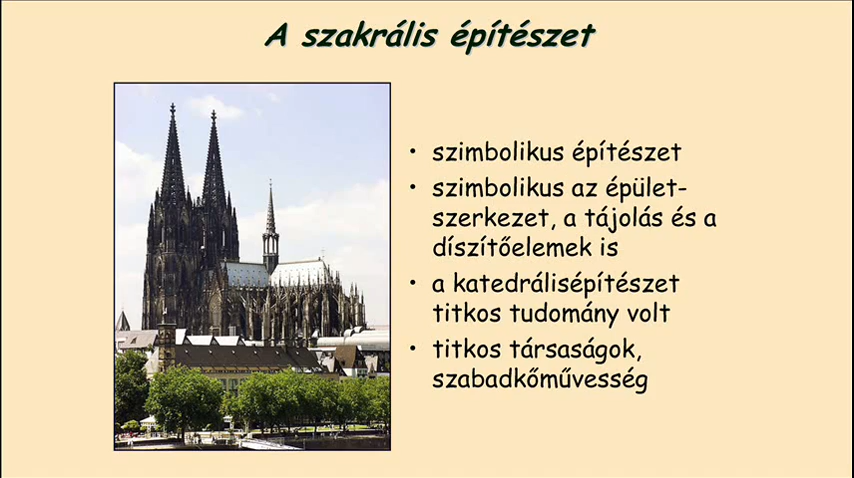 A szakrális építészet
• szimbolikus építészet
• szimbolikus az épület-
szerkezet, a tájolás és a
díszítőelemek is
• a katedrálisépítészet
titkos tudomány volt
• titkos társaságok,
szabadkőművesség